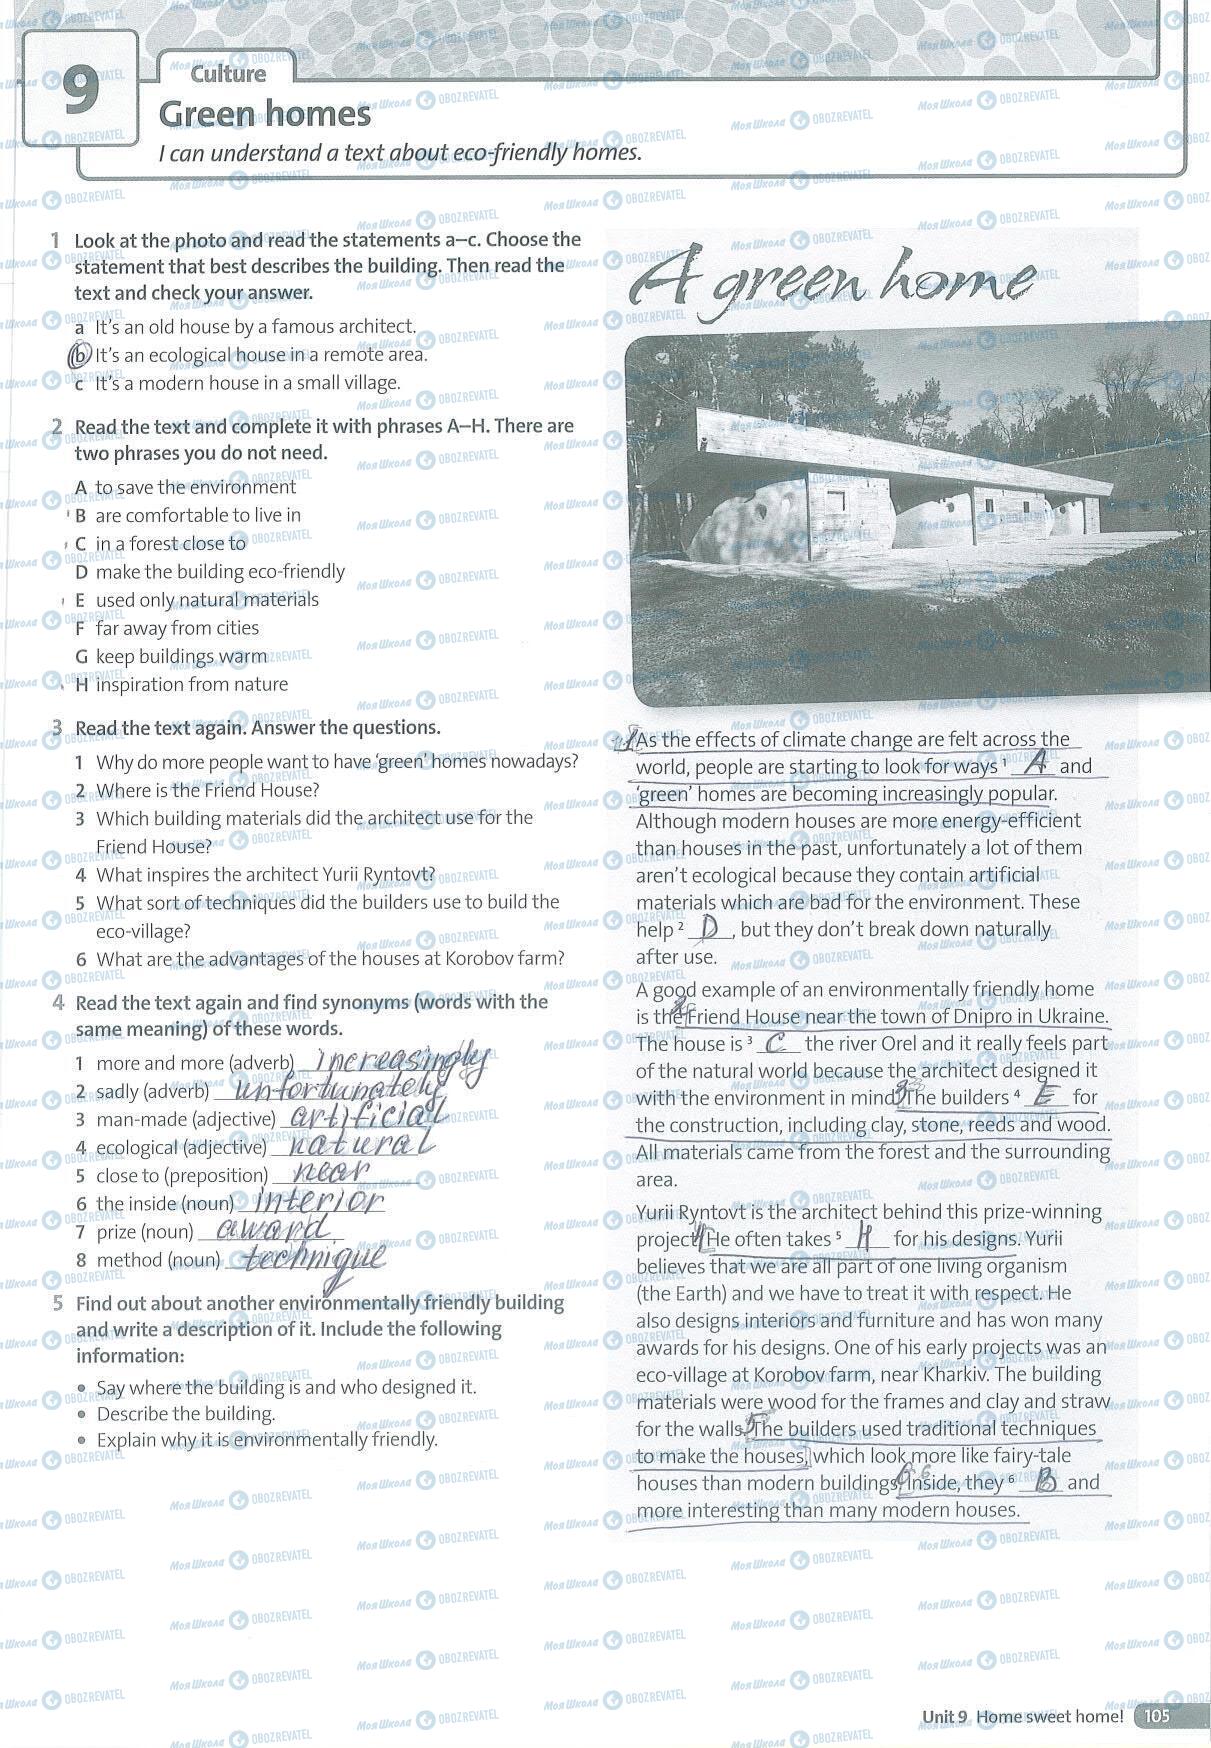 9
Culture
Green homes
I can understand a text about eco-friendly homes.
1 Look at the photo and read the statements a–c. Choose the
statement that best describes the building. Then read the
text and check your answer.
a It's an old house by a famous architect.
b It's an ecological house in a remote area.
c It's a modern house in a small village.
2 Read the text and complete it with phrases A–H. There are
two phrases you do not need.
A to save the environment
B are comfortable to live in
C in a forest close to
D make the building eco-friendly
E used only natural materials
F far away from cities
G keep buildings warm
H inspiration from nature
3 Read the text again. Answer the questions.
1 Why do more people want to have 'green' homes nowadays?
2 Where is the Friend House?
3 Which building materials did the architect use for the
Friend House?
4 What inspires the architect Yurii Ryntovt?
5 What sort of techniques did the builders use to build the
eco-village?
6 What are the advantages of the houses at Korobov farm?
4 Read the text again and find synonyms (words with the
same meaning) of these words.
1 more and more (adverb) increasingly
2 sadly (adverb) unfortunately
3 man-made (adjective) artificial
4 ecological (adjective) natural
5 close to (preposition) near
6 the inside (noun) interior
7 prize (noun) award
8 method (noun) technique
5 Find out about another environmentally friendly building
and write a description of it. Include the following
information:
• Say where the building is and who designed it.
• Describe the building.
• Explain why it is environmentally friendly.
A green home
1 As the effects of climate change are felt across the
world, people are starting to look for ways 1 A and
'green' homes are becoming increasingly popular.
Although modern houses are more energy-efficient
than houses in the past, unfortunately a lot of them
aren't ecological because they contain artificial
materials which are bad for the environment. These
help 2 D, but they don't break down naturally
after use.
A good example of an environmentally friendly home
is the 2 Friend House near the town of Dnipro in Ukraine.
The house is 3 C the river Orel and it really feels part
of the natural world because the architect designed it
with the environment in mind. 3 The builders 4 E for
the construction, including clay, stone, reeds and wood.
All materials came from the forest and the surrounding
area.
Yurii Ryntovt is the architect behind this prize-winning
project. 4 He often takes 5 H for his designs. Yurii
believes that we are all part of one living organism
(the Earth) and we have to treat it with respect. He
also designs interiors and furniture and has won many
awards for his designs. One of his early projects was an
eco-village at Korobov farm, near Kharkiv. The building
materials were wood for the frames and clay and straw
for the walls. 5 The builders used traditional techniques
to make the houses, which look more like fairy-tale
houses than modern buildings. 6 Inside, they 6 B and
more interesting than many modern houses.
Unit 9 Home sweet home! 105
МояШкола OBOZREVATEL